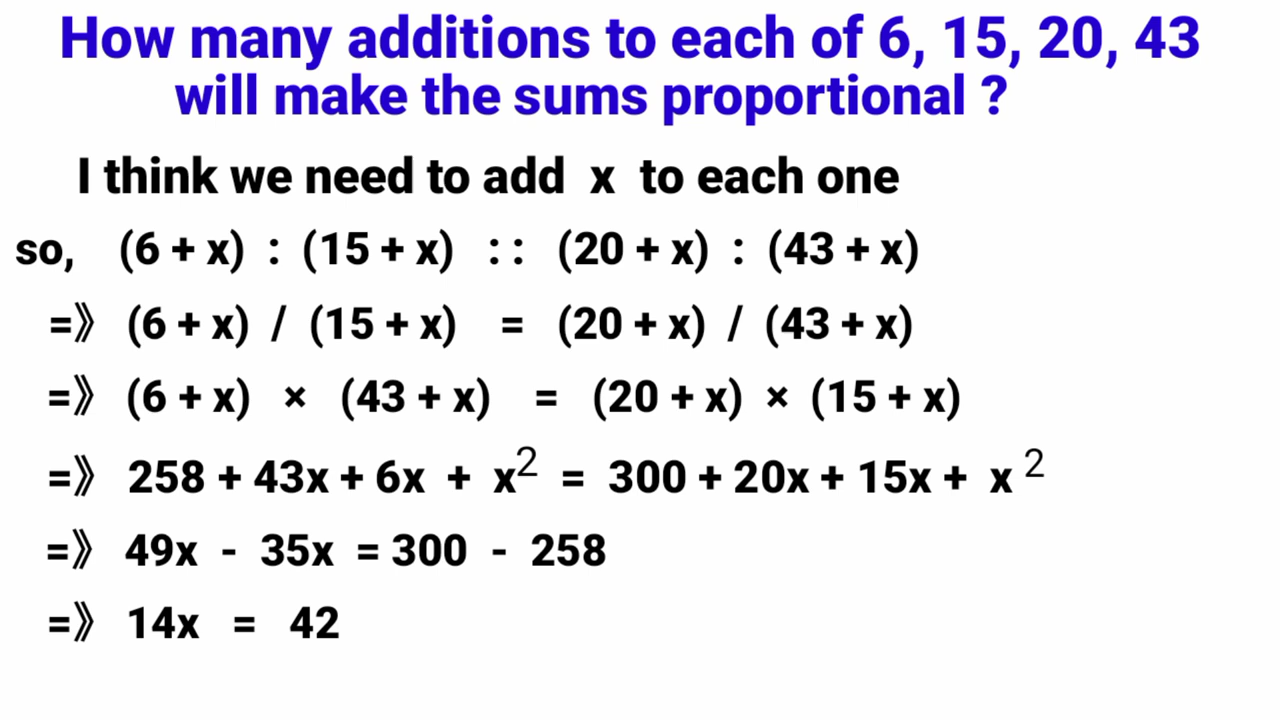 How many additions to each of 6, 15, 20, 43
will make the sums proportional ?
I think we need to add x to each one
so, (6 + x) : (15 + x) : : (20 + x) : (43 + x)
=⟫ (6 + x) / (15 + x) = (20 + x) / (43 + x)
=⟫ (6 + x) × (43 + x) = (20 + x) × (15 + x)
=⟫ 258 + 43x + 6x + x² = 300 + 20x + 15x + x ²
=⟫ 49x - 35x = 300 - 258
=⟫ 14x = 42